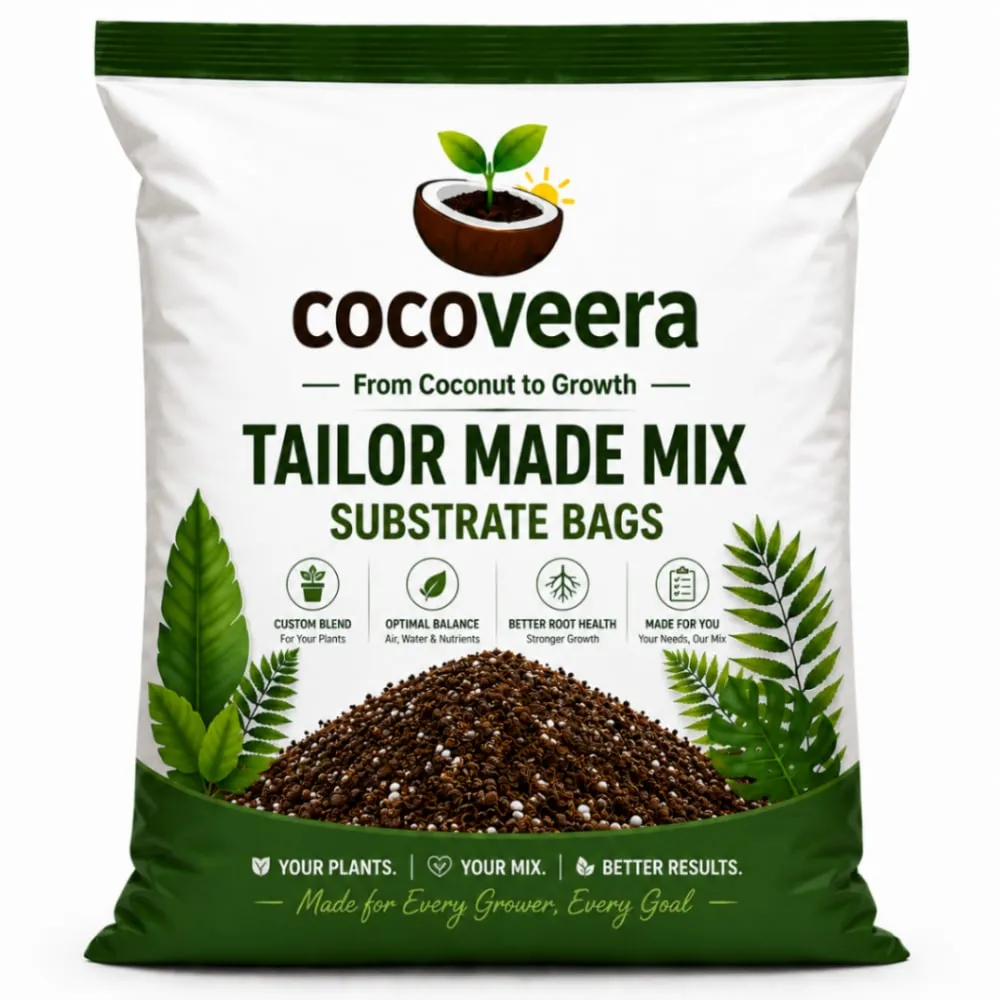 cocoveera
From Coconut to Growth
TAILOR MADE MIX
SUBSTRATE BAGS
CUSTOM BLEND
For Your Plants
OPTIMAL BALANCE
Air, Water & Nutrients
BETTER ROOT HEALTH
Stronger Growth
MADE FOR YOU
Your Needs, Our Mix
YOUR PLANTS. | YOUR MIX. | BETTER RESULTS.
Made for Every Grower, Every Goal